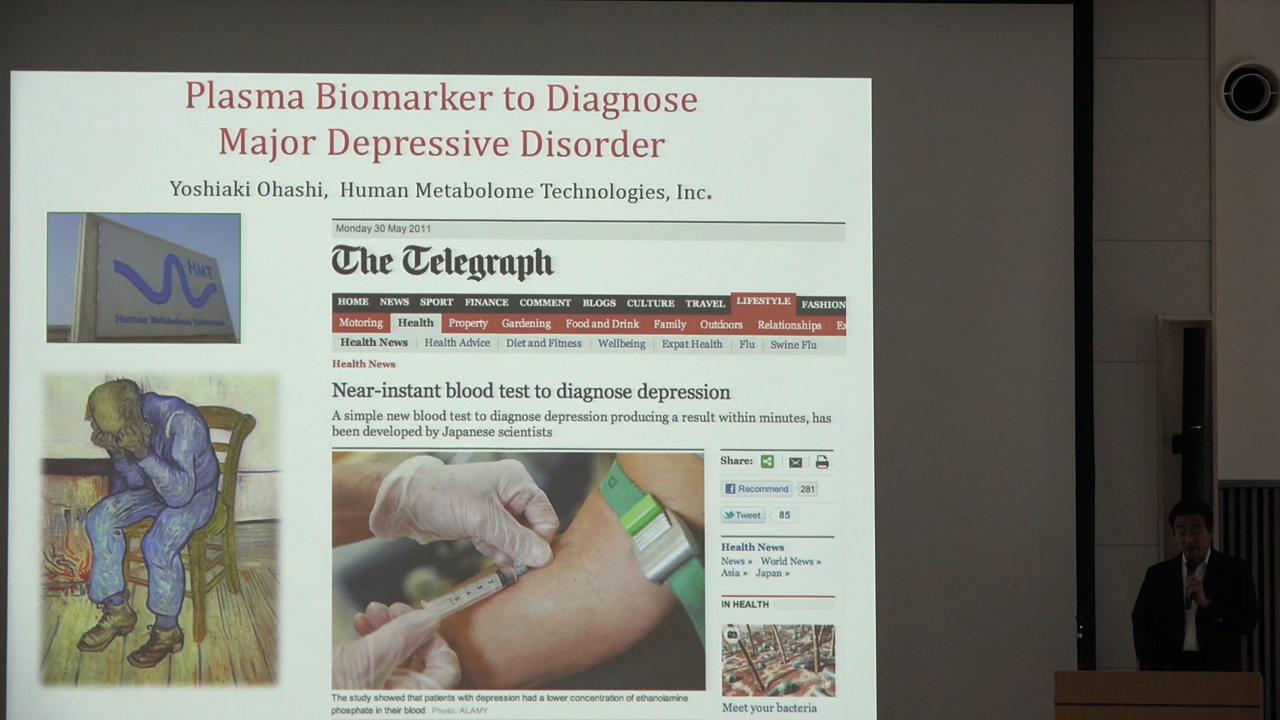 Plasma Biomarker to Diagnose
Major Depressive Disorder
Yoshiaki Ohashi, Human Metabolome Technologies, Inc.
HMT
Human Metabolome Technologies
Monday 30 May 2011
The Telegraph
HOME NEWS SPORT FINANCE COMMENT BLOGS CULTURE TRAVEL LIFESTYLE FASHION
Motoring Health Property Gardening Food and Drink Family Outdoors Relationships
Health News Health Advice Diet and Fitness Wellbeing Expat Health Flu Swine Flu
Health News
Near-instant blood test to diagnose depression
A simple new blood test to diagnose depression producing a result within minutes, has
been developed by Japanese scientists
Share:
Recommend 281
Tweet 85
Health News
News » World News »
Asia » Japan »
IN HEALTH
Meet your bacteria
The study showed that patients with depression had a lower concentration of ethanolamine
phosphate in their blood Photo: ALAMY